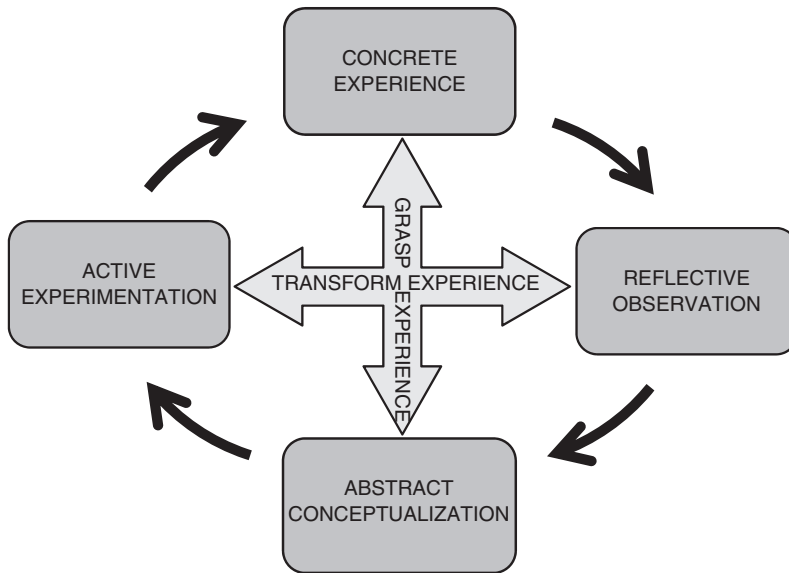 CONCRETE
EXPERIENCE
ACTIVE
EXPERIMENTATION
GRASP EXPERIENCE
TRANSFORM EXPERIENCE
REFLECTIVE
OBSERVATION
ABSTRACT
CONCEPTUALIZATION